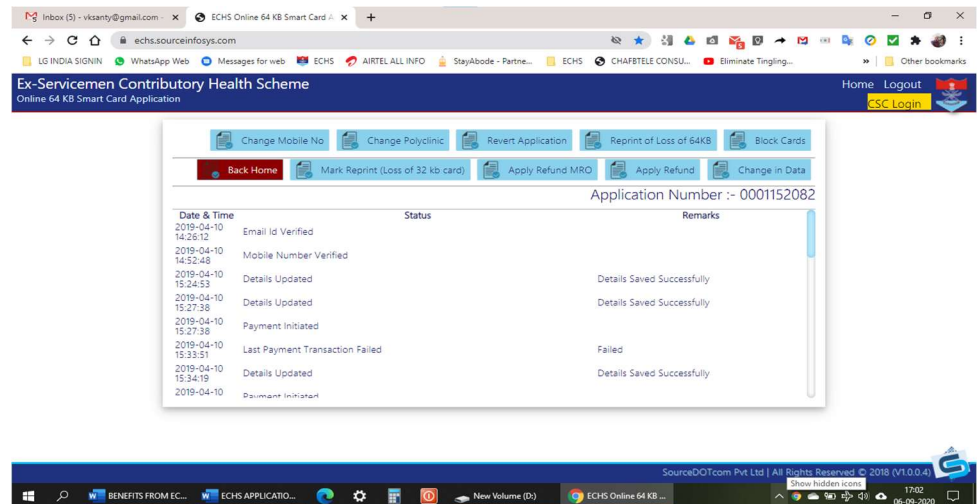 Inbox (5) - vksanty@gmail.com -
ECHS Online 64 KB Smart Card A
echs.sourceinfosys.com
LG INDIA SIGNIN WhatsApp Web Messages for web ECHS AIRTEL ALL INFO StayAbode - Partne... ECHS CHAFBTELE CONSU... Eliminate Tingling... » Other bookmarks
Ex-Servicemen Contributory Health Scheme
Online 64 KB Smart Card Application
Home Logout
CSC Login
Change Mobile No Change Polyclinic Revert Application Reprint of Loss of 64KB Block Cards
Back Home Mark Reprint (Loss of 32 kb card) Apply Refund MRO Apply Refund Change in Data
Application Number :- 0001152082
Date & Time Status Remarks
2019-04-10
14:26:12 Email Id Verified
2019-04-10
14:52:48 Mobile Number Verified
2019-04-10
15:24:53 Details Updated Details Saved Successfully
2019-04-10
15:27:38 Details Updated Details Saved Successfully
2019-04-10
15:27:38 Payment Initiated
2019-04-10
15:33:51 Last Payment Transaction Failed Failed
2019-04-10
15:34:19 Details Updated Details Saved Successfully
2019-04-10
Payment Initiated
SourceDOTcom Pvt Ltd | All Rights Reserved © 2018 (V1.0.0.4)
Show hidden icons
BENEFITS FROM EC... ECHS APPLICATIO... New Volume (D:) ECHS Online 64 KB ...
17:02
06-09-2020